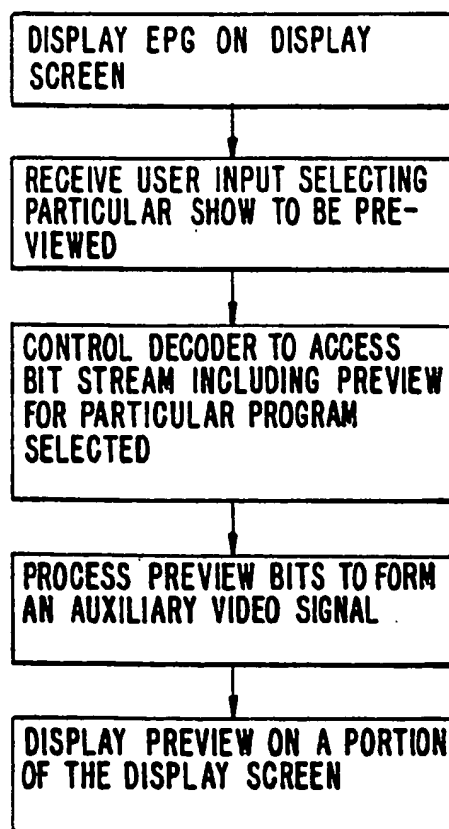 DISPLAY EPG ON DISPLAY
SCREEN
RECEIVE USER INPUT SELECTING
PARTICULAR SHOW TO BE PRE-
VIEWED
CONTROL DECODER TO ACCESS
BIT STREAM INCLUDING PREVIEW
FOR PARTICULAR PROGRAM
SELECTED
PROCESS PREVIEW BITS TO FORM
AN AUXILIARY VIDEO SIGNAL
DISPLAY PREVIEW ON A PORTION
OF THE DISPLAY SCREEN